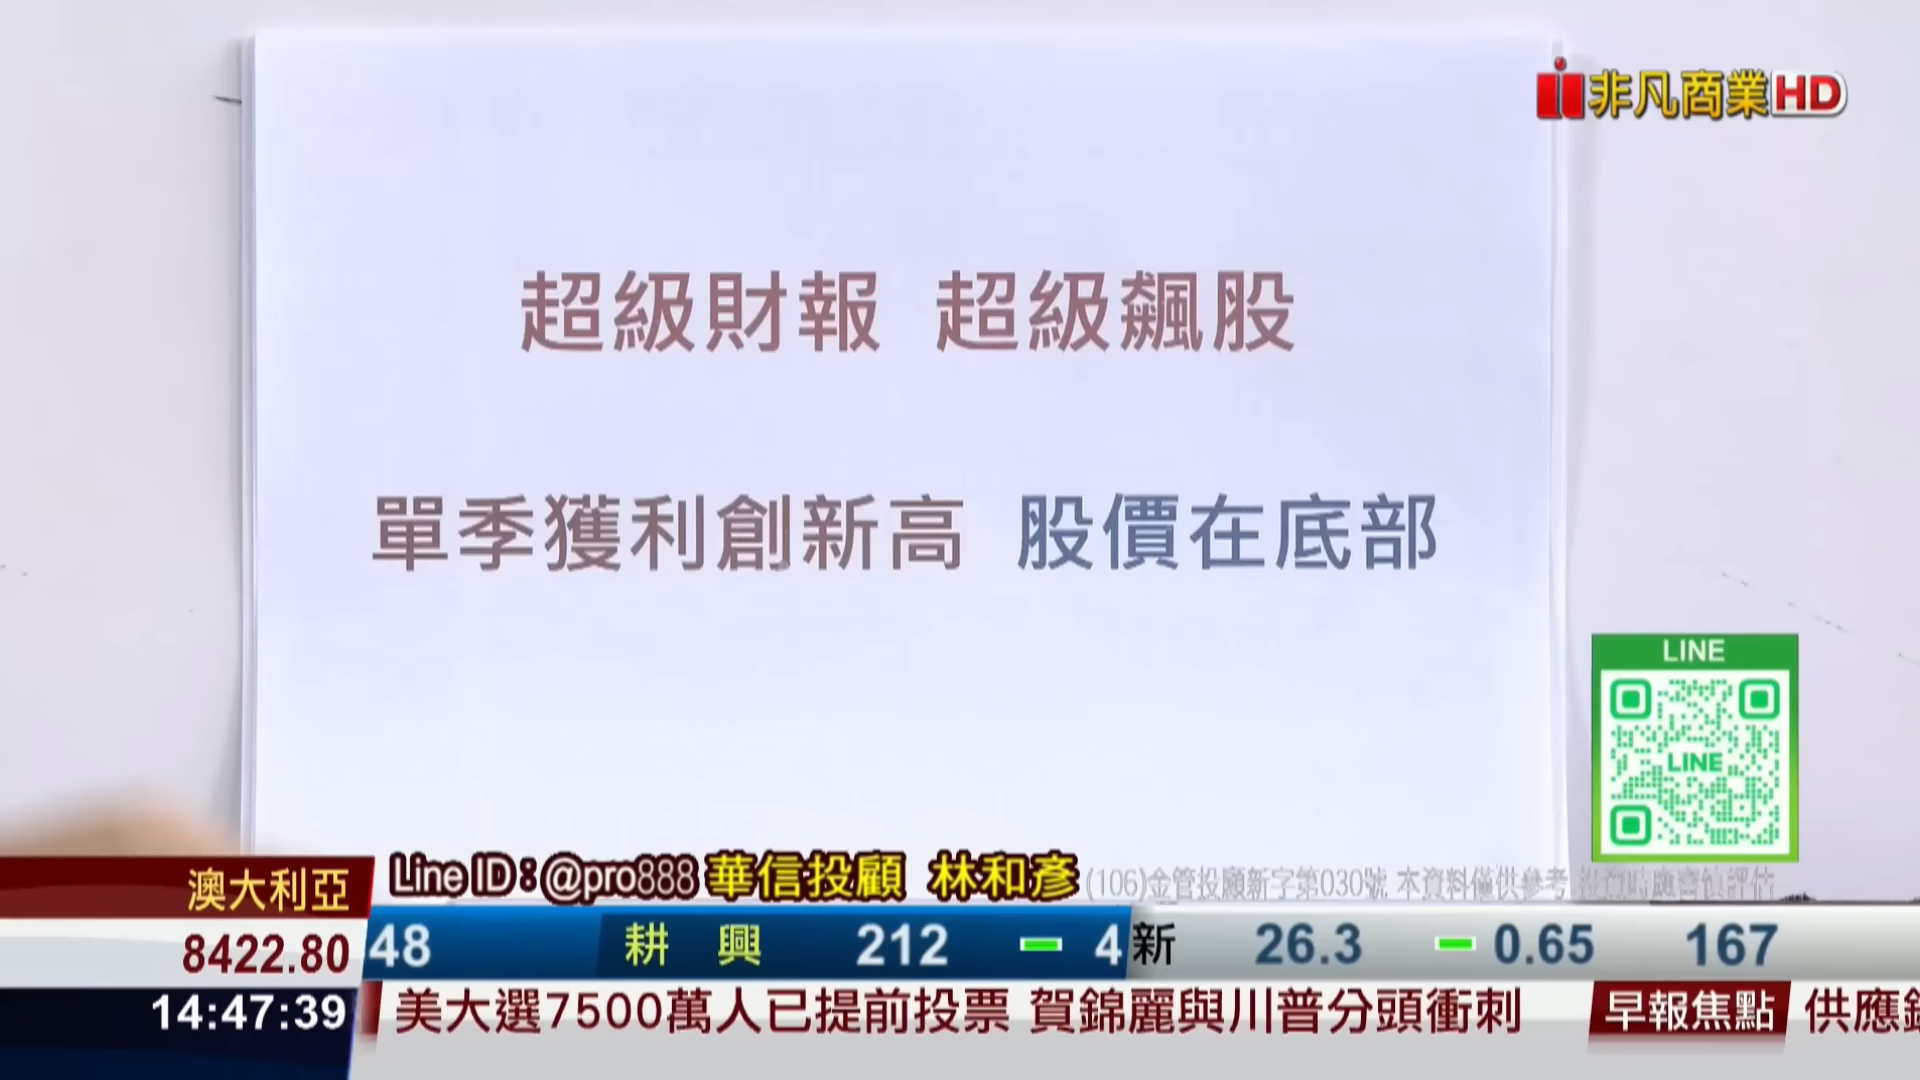 非凡商業HD
超級財報 超級飆股
單季獲利創新高 股價在底部
LINE
LINE
Line ID：@pro888 華信投顧 林和彥 (106)金管投顧新字第030號 本資料僅供參考
澳大利亞
8422.80
48 耕興 212 4 新 26.3 0.65 167
14:47:39
美大選7500萬人已提前投票 賀錦麗與川普分頭衝刺 早報焦點 供應